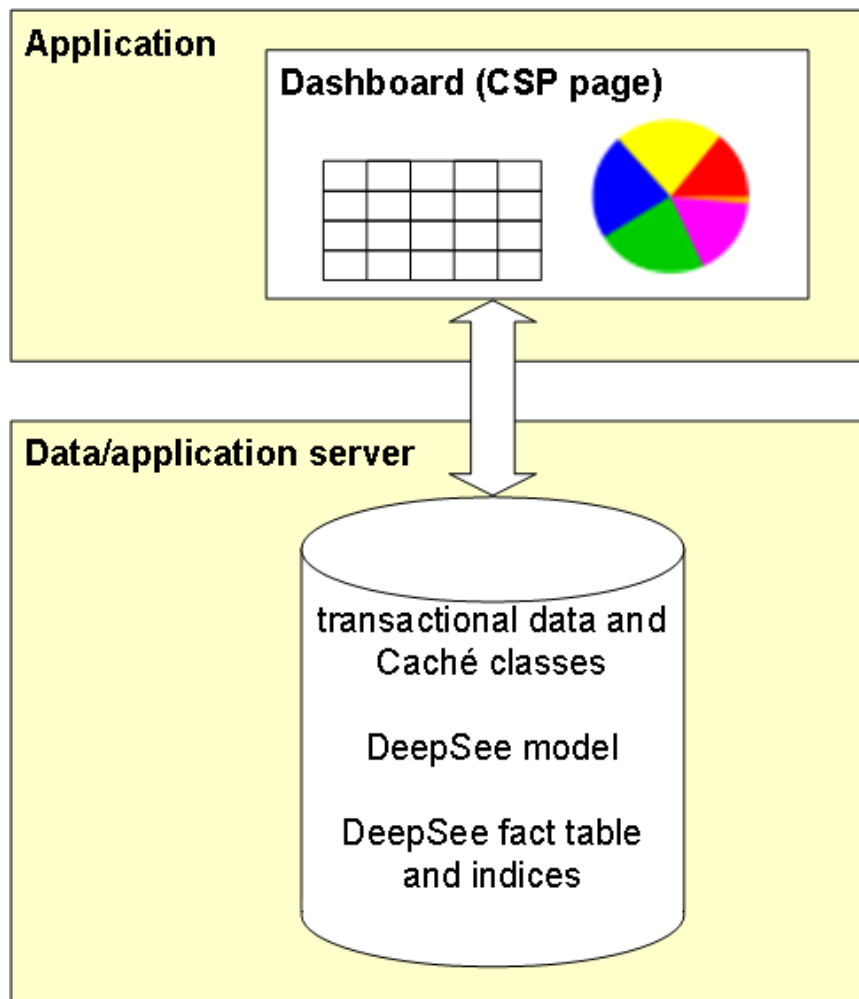 Application
Dashboard (CSP page)
Data/application server
transactional data and
Caché classes
DeepSee model
DeepSee fact table
and indices